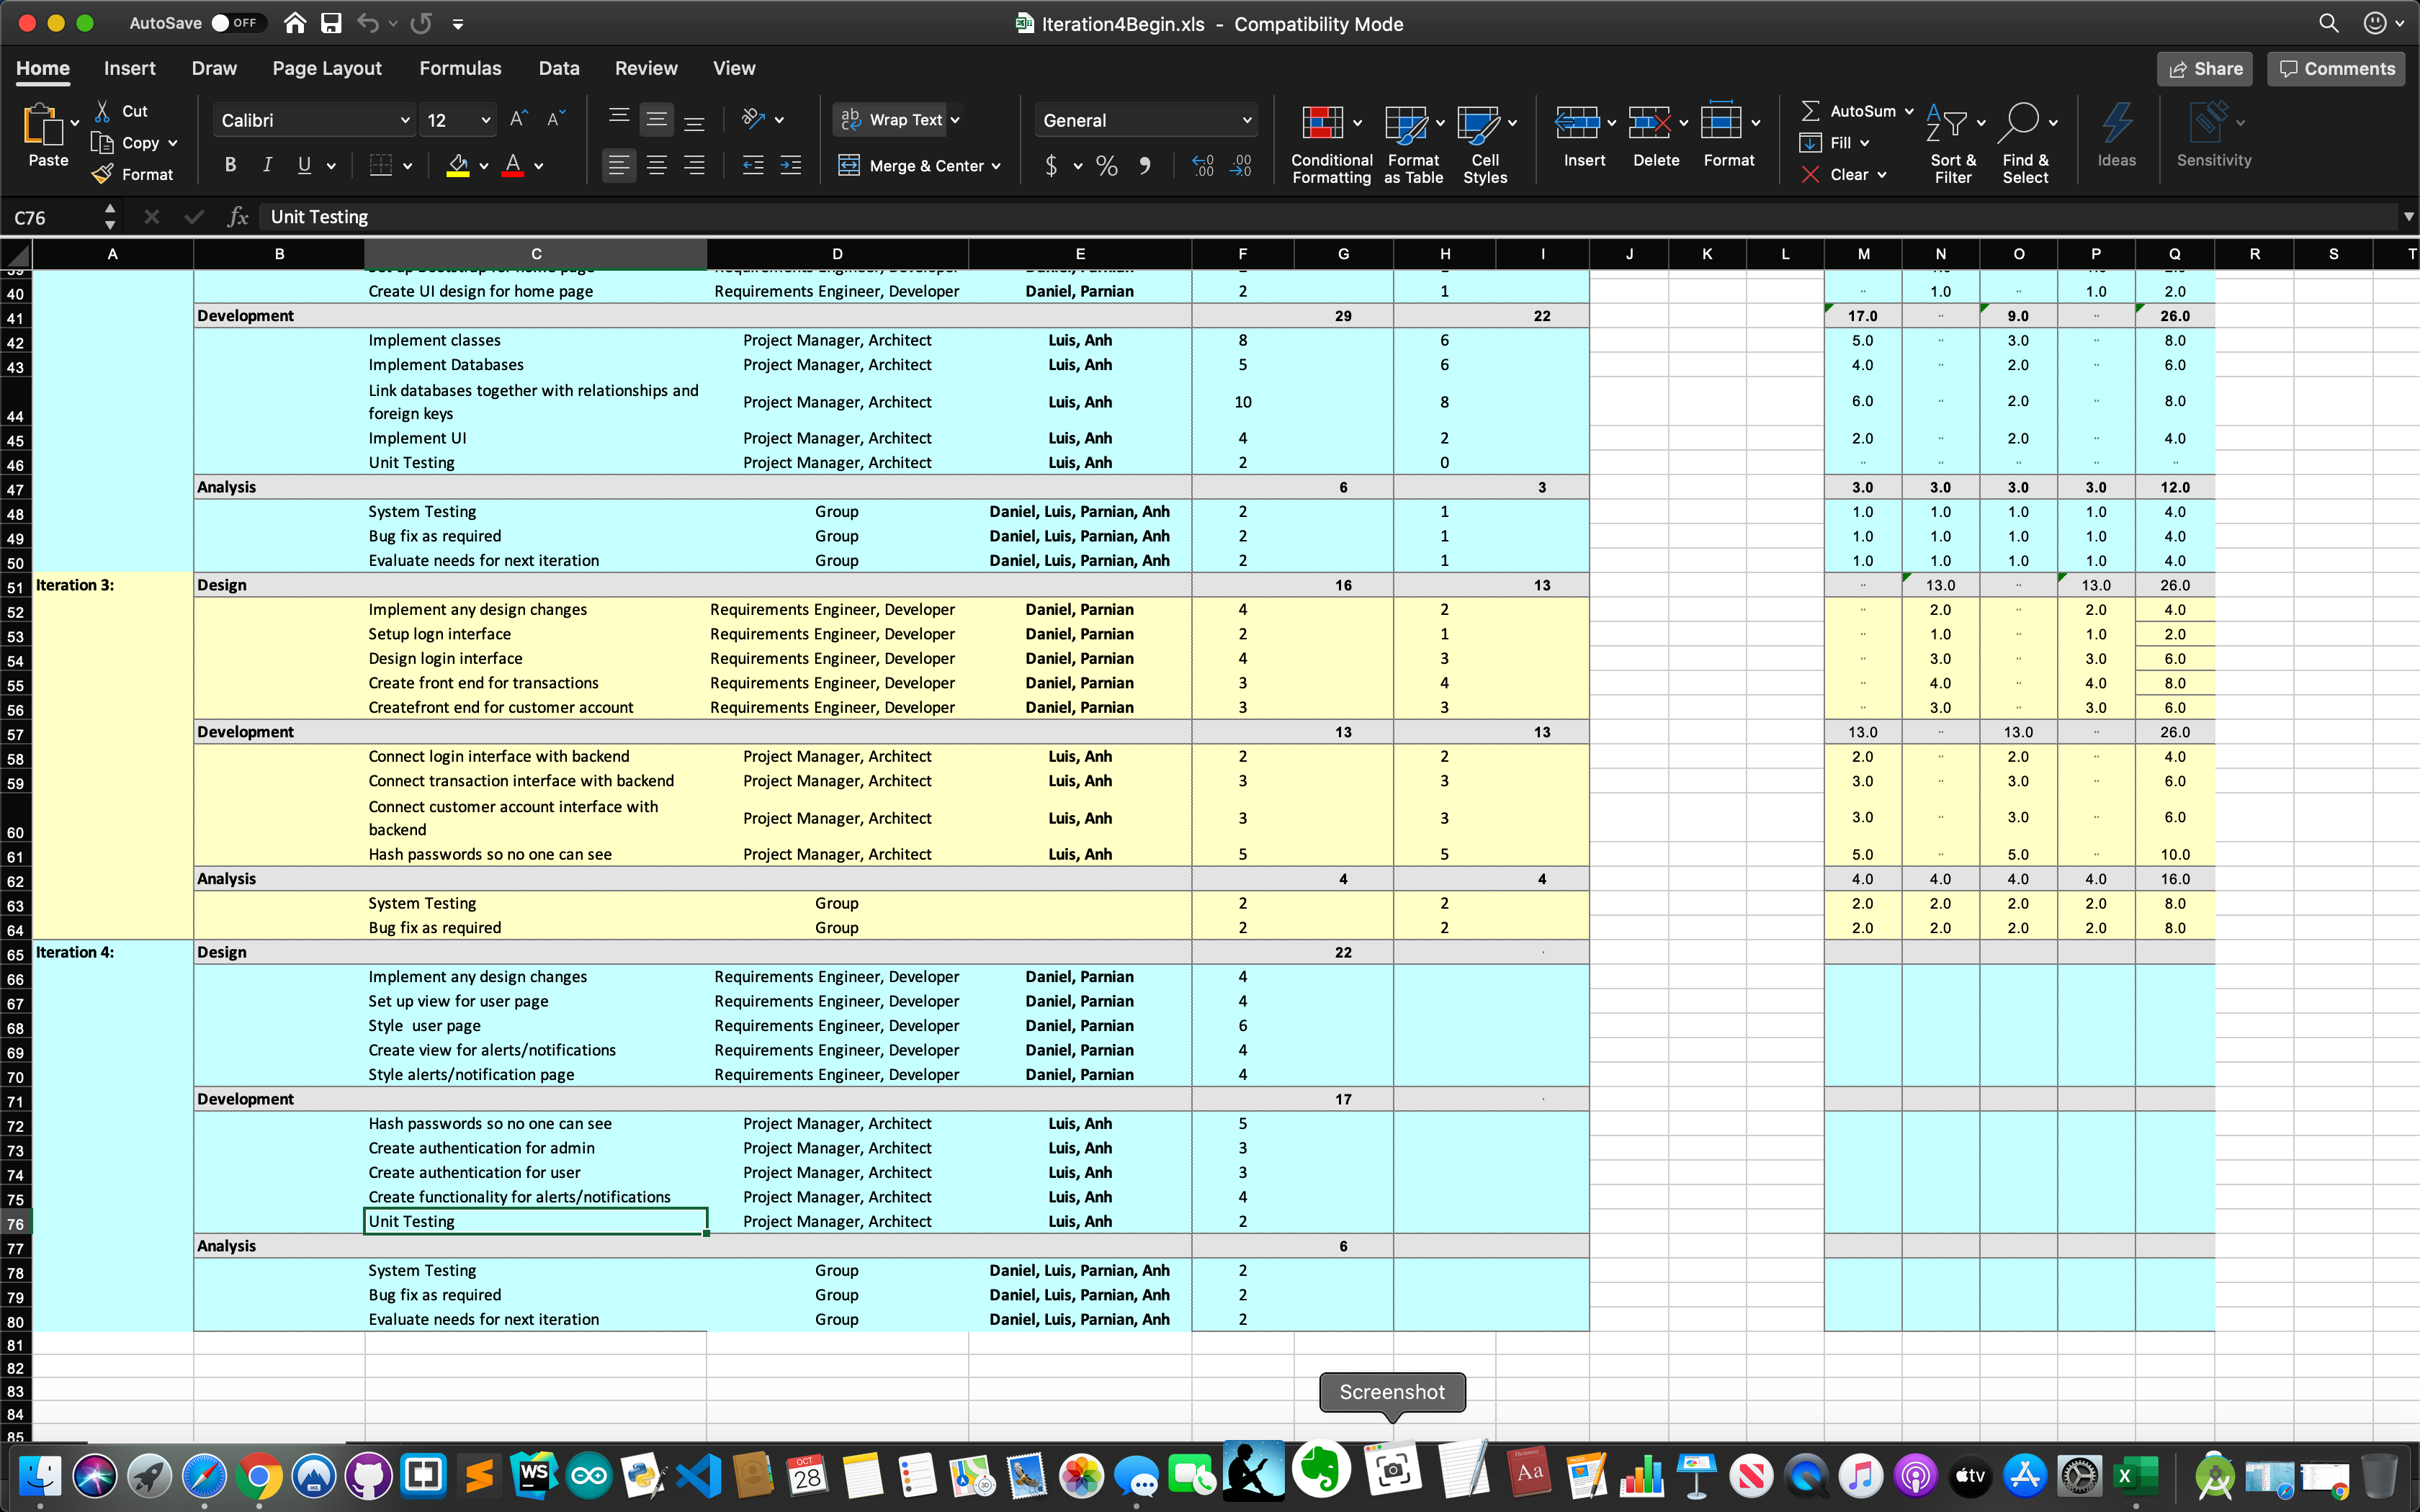 AutoSave OFF Iteration4Begin.xls - Compatibility Mode
Home Insert Draw Page Layout Formulas Data Review View Share Comments
Paste Cut Copy Format Calibri 12 Wrap Text General Merge & Center Conditional Formatting Format as Table Cell Styles Insert Delete Format AutoSum Fill Clear Sort & Filter Find & Select Ideas Sensitivity
C76 fx Unit Testing
A B C D E F G H I J K L M N O P Q R S T
40 Create UI design for home page Requirements Engineer, Developer Daniel, Parnian 2 1 1.0 1.0 2.0
41 Development 29 22 17.0 9.0 26.0
42 Implement classes Project Manager, Architect Luis, Anh 8 6 5.0 3.0 8.0
43 Implement Databases Project Manager, Architect Luis, Anh 5 6 4.0 2.0 6.0
Link databases together with relationships and
44 foreign keys Project Manager, Architect Luis, Anh 10 8 6.0 2.0 8.0
45 Implement UI Project Manager, Architect Luis, Anh 4 2 2.0 2.0 4.0
46 Unit Testing Project Manager, Architect Luis, Anh 2 0
47 Analysis 6 3 3.0 3.0 3.0 3.0 12.0
48 System Testing Group Daniel, Luis, Parnian, Anh 2 1 1.0 1.0 1.0 1.0 4.0
49 Bug fix as required Group Daniel, Luis, Parnian, Anh 2 1 1.0 1.0 1.0 1.0 4.0
50 Evaluate needs for next iteration Group Daniel, Luis, Parnian, Anh 2 1 1.0 1.0 1.0 1.0 4.0
51 Iteration 3: Design 16 13 13.0 13.0 26.0
52 Implement any design changes Requirements Engineer, Developer Daniel, Parnian 4 2 2.0 2.0 4.0
53 Setup logn interface Requirements Engineer, Developer Daniel, Parnian 2 1 1.0 1.0 2.0
54 Design login interface Requirements Engineer, Developer Daniel, Parnian 4 3 3.0 3.0 6.0
55 Create front end for transactions Requirements Engineer, Developer Daniel, Parnian 3 4 4.0 4.0 8.0
56 Createfront end for customer account Requirements Engineer, Developer Daniel, Parnian 3 3 3.0 3.0 6.0
57 Development 13 13 13.0 13.0 26.0
58 Connect login interface with backend Project Manager, Architect Luis, Anh 2 2 2.0 2.0 4.0
59 Connect transaction interface with backend Project Manager, Architect Luis, Anh 3 3 3.0 3.0 6.0
Connect customer account interface with
60 backend Project Manager, Architect Luis, Anh 3 3 3.0 3.0 6.0
61 Hash passwords so no one can see Project Manager, Architect Luis, Anh 5 5 5.0 5.0 10.0
62 Analysis 4 4 4.0 4.0 4.0 4.0 16.0
63 System Testing Group 2 2 2.0 2.0 2.0 2.0 8.0
64 Bug fix as required Group 2 2 2.0 2.0 2.0 2.0 8.0
65 Iteration 4: Design 22
66 Implement any design changes Requirements Engineer, Developer Daniel, Parnian 4
67 Set up view for user page Requirements Engineer, Developer Daniel, Parnian 4
68 Style user page Requirements Engineer, Developer Daniel, Parnian 6
69 Create view for alerts/notifications Requirements Engineer, Developer Daniel, Parnian 4
70 Style alerts/notification page Requirements Engineer, Developer Daniel, Parnian 4
71 Development 17
72 Hash passwords so no one can see Project Manager, Architect Luis, Anh 5
73 Create authentication for admin Project Manager, Architect Luis, Anh 3
74 Create authentication for user Project Manager, Architect Luis, Anh 3
75 Create functionality for alerts/notifications Project Manager, Architect Luis, Anh 4
76 Unit Testing Project Manager, Architect Luis, Anh 2
77 Analysis 6
78 System Testing Group Daniel, Luis, Parnian, Anh 2
79 Bug fix as required Group Daniel, Luis, Parnian, Anh 2
80 Evaluate needs for next iteration Group Daniel, Luis, Parnian, Anh 2
81
82
83
84
85
Screenshot
WS OCT 28 Aa tv X